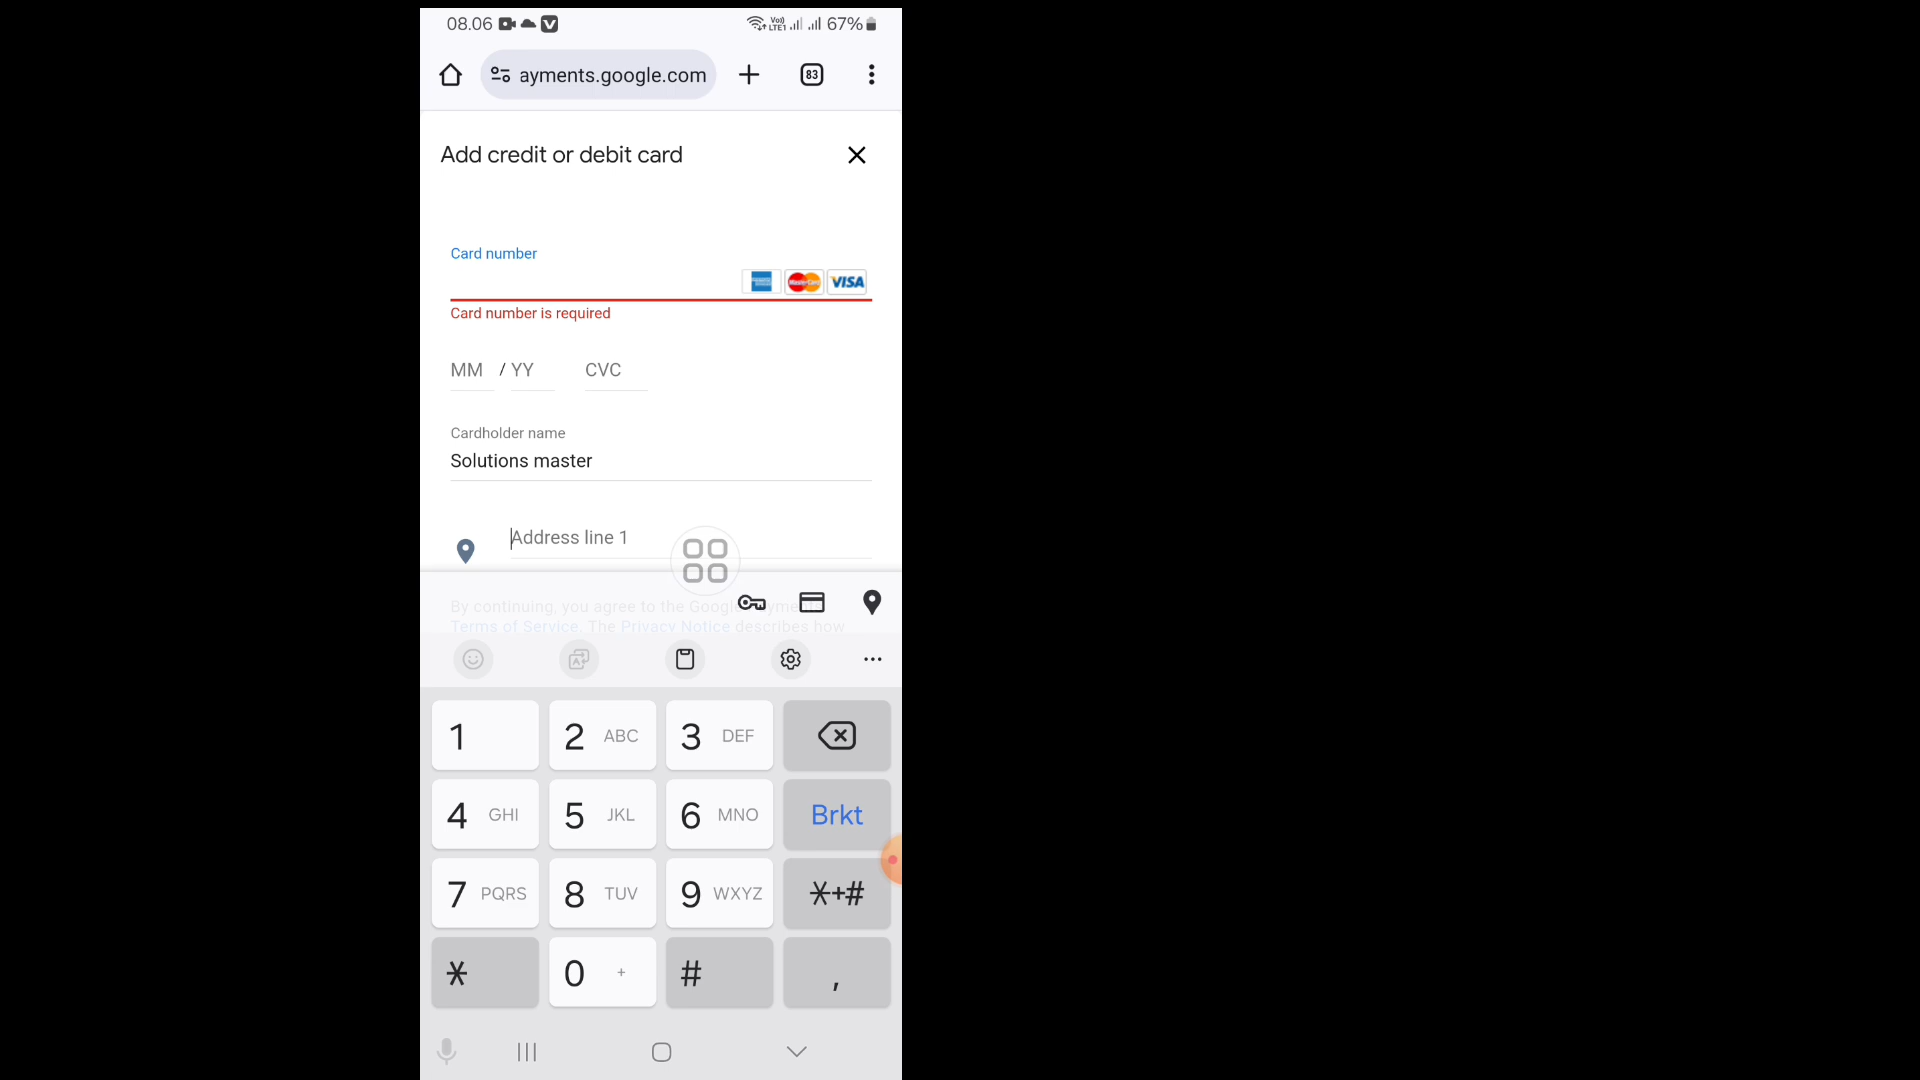 08.06 67%
ayments.google.com 83
Add credit or debit card
Card number
MasterCard VISA
Card number is required
MM / YY CVC
Cardholder name
Solutions master
Address line 1
By continuing, you agree to the Google Payments
Terms of Service. The Privacy Notice describes how
1 2 ABC 3 DEF
4 GHI 5 JKL 6 MNO Brkt
7 PQRS 8 TUV 9 WXYZ *+#
* 0 + # ,